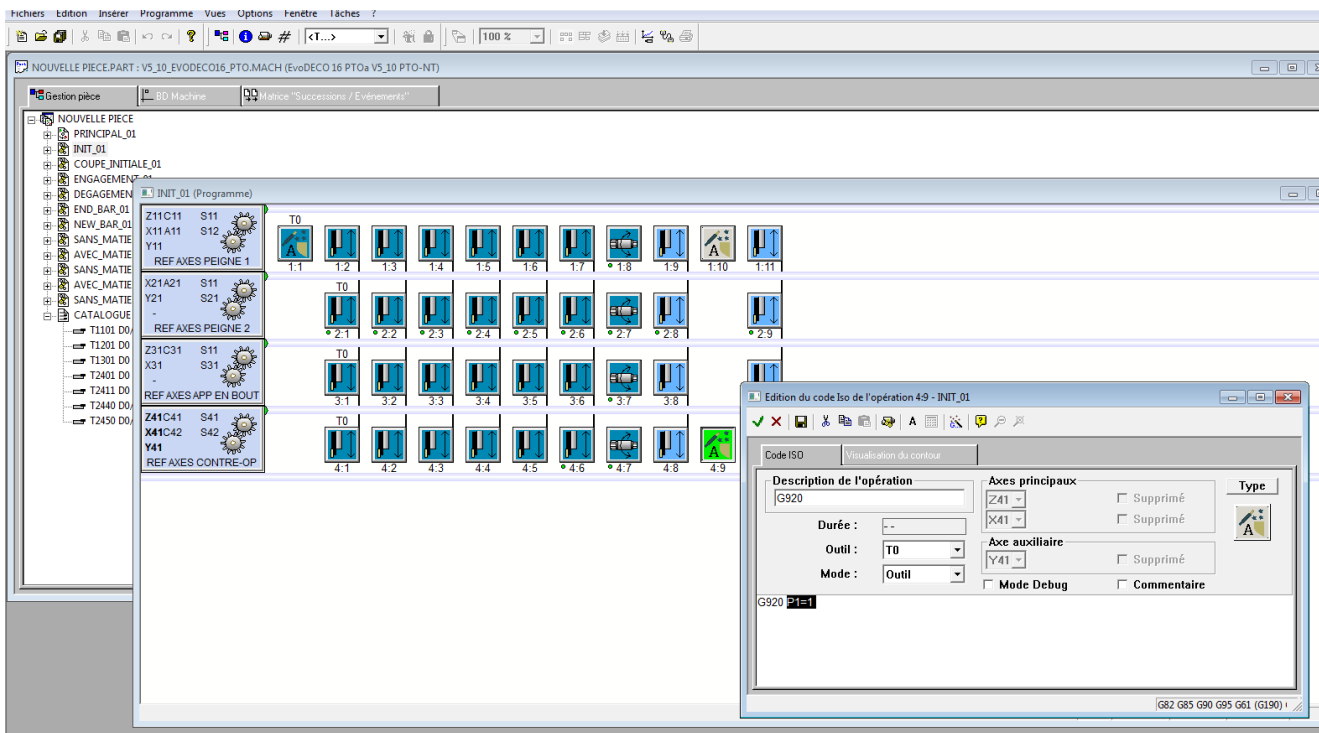 Fichiers Edition Insérer Programme Vues Options Fenêtre Tâches ?
<T...> 100 %
NOUVELLE PIECE.PART : V5_10_EVODECO16_PTO.MACH (EvoDECO 16 PTOa V5_10 PTO-NT)
Gestion pièce BD Machine Matrice "Successions / Evénements"
NOUVELLE PIECE
PRINCIPAL_01
INIT_01
COUPE_INITIALE_01
ENGAGEMENT_01
DEGAGEMEN
END_BAR_01
NEW_BAR_01
SANS_MATIE
AVEC_MATIE
SANS_MATIE
AVEC_MATIE
SANS_MATIE
CATALOGUE
T1101 D0/
T1201 D0
T1301 D0
T2401 D0
T2411 D0
T2440 D0/
T2450 D0/
INIT_01 (Programme)
Z11C11 S11
X11A11 S12
Y11
REF AXES PEIGNE 1
T0
A A
1:1 1:2 1:3 1:4 1:5 1:6 1:7 1:8 1:9 1:10 1:11
X21A21 S11
Y21 S21
-
REF AXES PEIGNE 2
T0
2:1 2:2 2:3 2:4 2:5 2:6 2:7 2:8 2:9
Z31C31 S11
X31 S31
-
REF AXES APP EN BOUT
T0
3:1 3:2 3:3 3:4 3:5 3:6 3:7 3:8
Z41C41 S41
X41C42 S42
Y41
REF AXES CONTRE-OP
T0
A
4:1 4:2 4:3 4:4 4:5 4:6 4:7 4:8 4:9
Edition du code Iso de l'opération 4:9 - INIT_01
A
Code ISO Visualisation du contour
Description de l'opération
G920
Durée : - -
Outil : T0
Mode : Outil
Axes principaux
Z41 Supprimé
X41 Supprimé
Axe auxiliaire
Y41 Supprimé
Mode Debug Commentaire
Type
A
G920 P1=1
G82 G85 G90 G95 G61 (G190) (